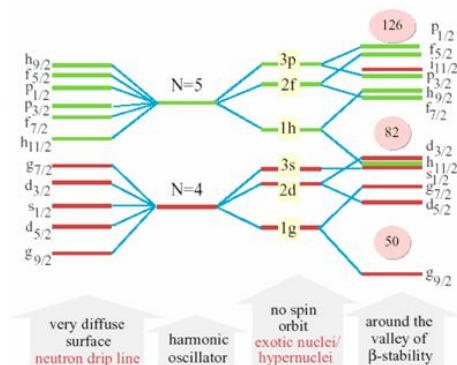 h9/2
f5/2
p1/2
p3/2
f7/2
h11/2
g7/2
d3/2
s1/2
d5/2
g9/2
N=5
N=4
3p
2f
1h
3s
2d
1g
126
82
50
p1/2
f5/2
i11/2
p3/2
h9/2
f7/2
d3/2
h11/2
s1/2
g7/2
d5/2
g9/2
very diffuse
surface
neutron drip line
harmonic
oscillator
no spin
orbit
exotic nuclei/
hypernuclei
around the
valley of
β-stability